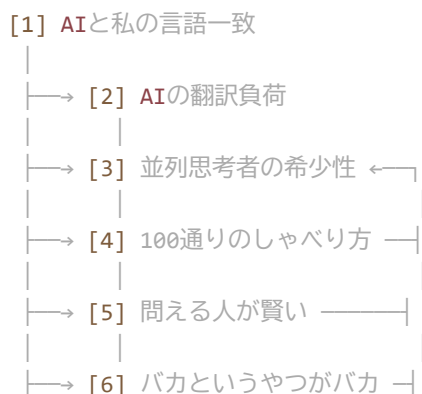 [1] AIと私の言語一致
│
├─→ [2] AIの翻訳負荷
│ │
├─→ [3] 並列思考者の希少性 ←─┐
│ │ │
├─→ [4] 100通りのしゃべり方 ─┤
│ │ │
├─→ [5] 問える人が賢い ────┤
│ │ │
├─→ [6] バカというやつがバカ ─┤